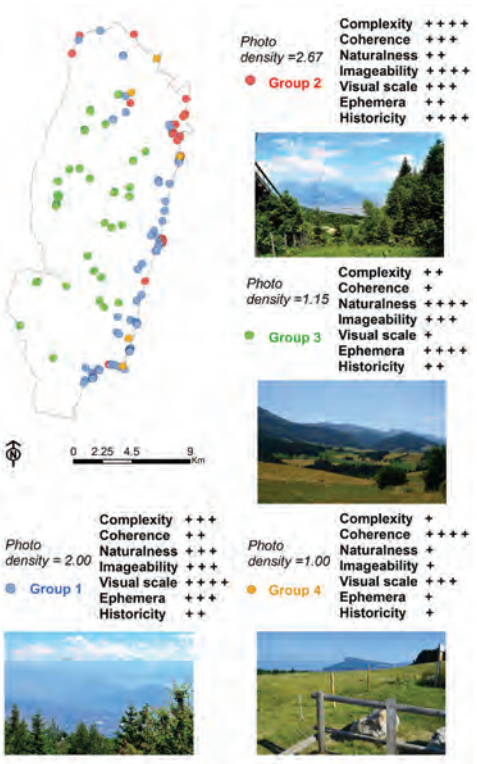 Complexity ++++
Photo Coherence +++
density =2.67 Naturalness ++
Imageability ++++
Group 2 Visual scale +++
Ephemera ++
Historicity ++++
Complexity ++
Photo Coherence +
density =1.15 Naturalness ++++
Imageability +++
Group 3 Visual scale +
Ephemera ++++
Historicity ++
N
0 2.25 4.5 9
Km
Complexity +++
Photo Coherence ++
density = 2.00 Naturalness +++
Imageability +++
Group 1 Visual scale ++++
Ephemera +++
Historicity ++
Complexity +
Photo Coherence ++++
density =1.00 Naturalness +
Imageability +
Group 4 Visual scale +++
Ephemera +
Historicity +